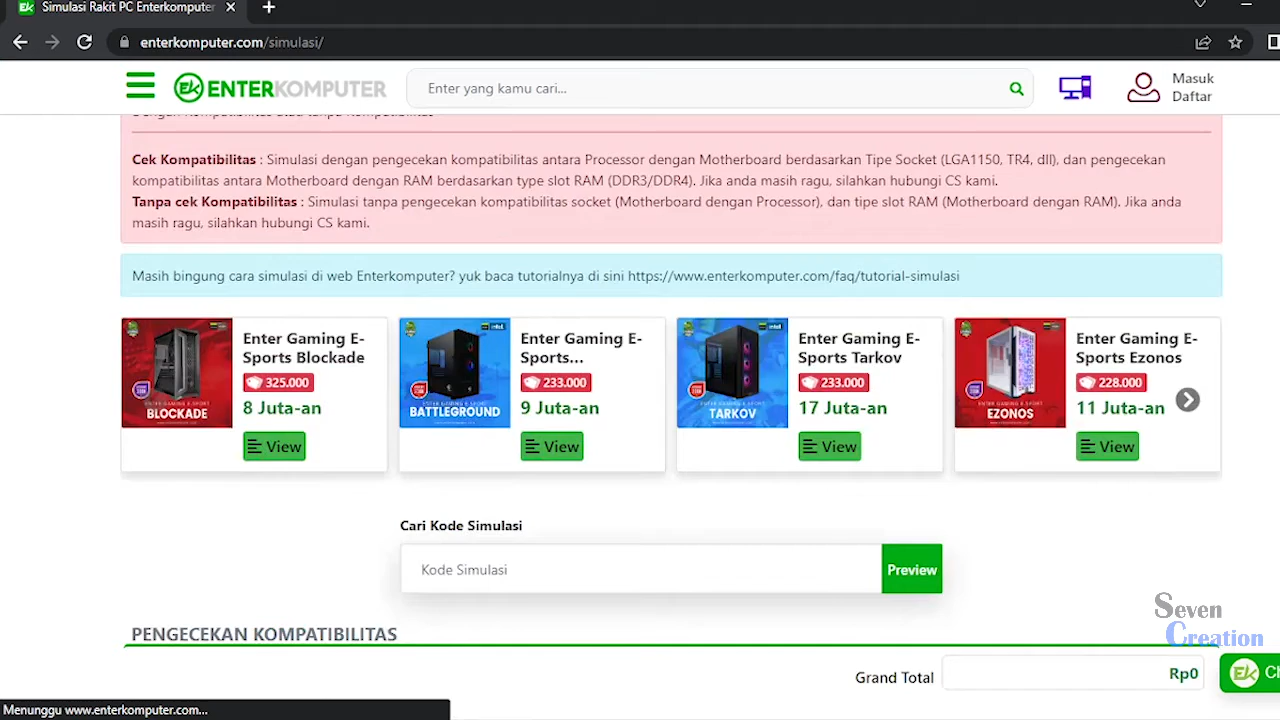 Simulasi Rakit PC Enterkomputer
enterkomputer.com/simulasi/
ENTERKOMPUTER
Enter yang kamu cari...
Masuk
Daftar
Cek Kompatibilitas : Simulasi dengan pengecekan kompatibilitas antara Processor dengan Motherboard berdasarkan Tipe Socket (LGA1150, TR4, dll), dan pengecekan
kompatibilitas antara Motherboard dengan RAM berdasarkan type slot RAM (DDR3/DDR4). Jika anda masih ragu, silahkan hubungi CS kami.
Tanpa cek Kompatibilitas : Simulasi tanpa pengecekan kompatibilitas socket (Motherboard dengan Processor), dan tipe slot RAM (Motherboard dengan RAM). Jika anda
masih ragu, silahkan hubungi CS kami.
Masih bingung cara simulasi di web Enterkomputer? yuk baca tutorialnya di sini https://www.enterkomputer.com/faq/tutorial-simulasi
BLOCKADE
Enter Gaming E-
Sports Blockade
325.000
8 Juta-an
View
BATTLEGROUND
Enter Gaming E-
Sports...
233.000
9 Juta-an
View
TARKOV
Enter Gaming E-
Sports Tarkov
233.000
17 Juta-an
View
EZONOS
Enter Gaming E-
Sports Ezonos
228.000
11 Juta-an
View
Cari Kode Simulasi
Kode Simulasi
Preview
Seven
Creation
PENGECEKAN KOMPATIBILITAS
Grand Total
Rp0
Ch
Menunggu www.enterkomputer.com...